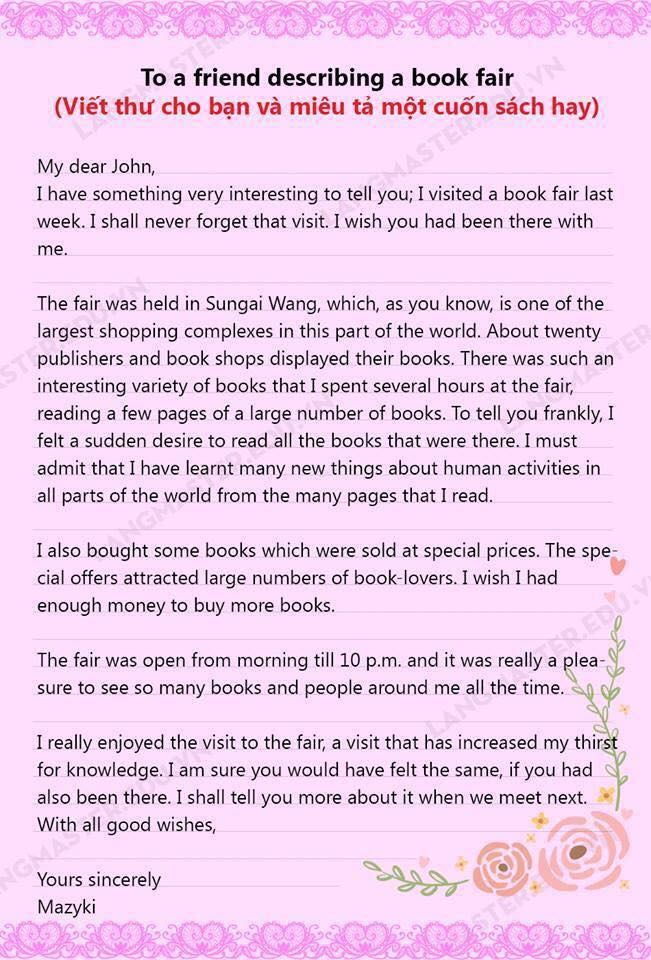 To a friend describing a book fair
(Viết thư cho bạn và miêu tả một cuốn sách hay)
My dear John,
I have something very interesting to tell you; I visited a book fair last
week. I shall never forget that visit. I wish you had been there with
me.
The fair was held in Sungai Wang, which, as you know, is one of the
largest shopping complexes in this part of the world. About twenty
publishers and book shops displayed their books. There was such an
interesting variety of books that I spent several hours at the fair,
reading a few pages of a large number of books. To tell you frankly, I
felt a sudden desire to read all the books that were there. I must
admit that I have learnt many new things about human activities in
all parts of the world from the many pages that I read.
I also bought some books which were sold at special prices. The spe-
cial offers attracted large numbers of book-lovers. I wish I had
enough money to buy more books.
The fair was open from morning till 10 p.m. and it was really a plea-
sure to see so many books and people around me all the time.
I really enjoyed the visit to the fair, a visit that has increased my thirst
for knowledge. I am sure you would have felt the same, if you had
also been there. I shall tell you more about it when we meet next.
With all good wishes,
Yours sincerely
Mazyki
LANGMASTER.EDU.VN